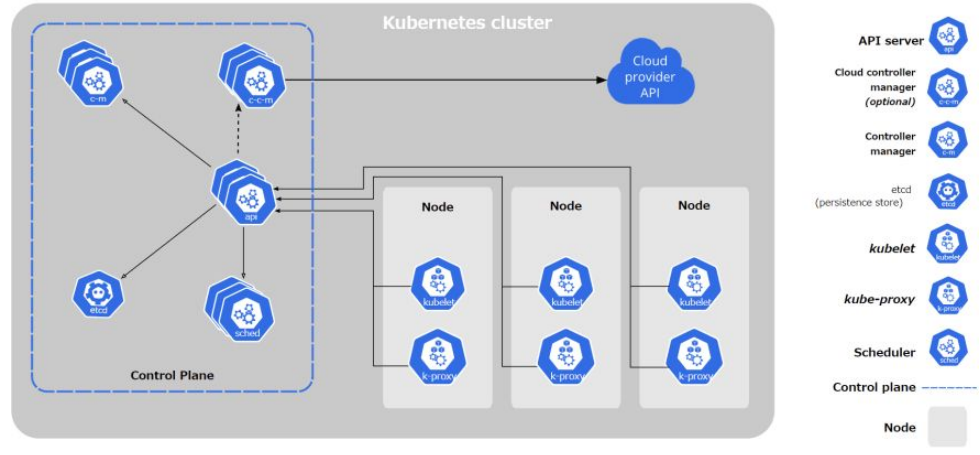 Kubernetes cluster
c-m
c-c-m
Cloud
provider
API
api
Node
Node
Node
kubelet
kubelet
kubelet
etcd
sched
k-proxy
k-proxy
k-proxy
Control Plane
API server
api
Cloud controller
manager
(optional)
c-c-m
Controller
manager
c-m
etcd
(persistence store)
etcd
kubelet
kubelet
kube-proxy
k-proxy
Scheduler
sched
Control plane
Node